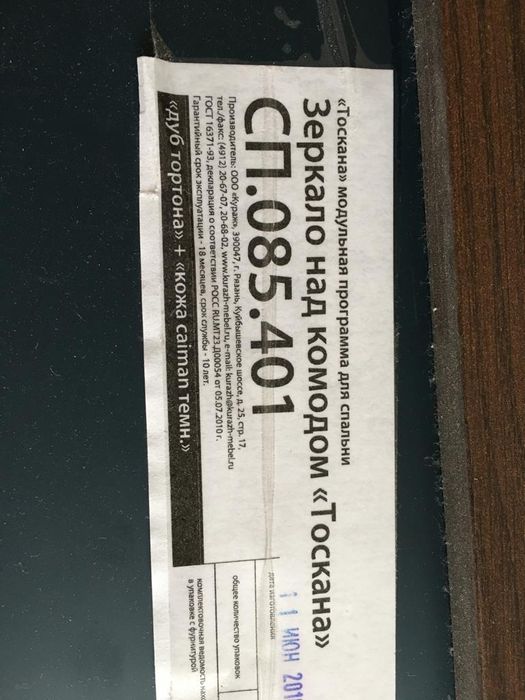 «Тоскана» модульная программа для спальни
Зеркало над комодом «Тоскана»
СП.085.401
Производитель: ООО «Кураж», 390047, г. Рязань, Куйбышевское шоссе, д. 25, стр. 17,
тел./факс: (4912) 20-67-07, 20-68-02, www.kurazh-mebel.ru, e-mail: kurazh@kurazh-mebel.ru
ГОСТ 16371-93, декларация о соответствии РОСС RU.МТ23.Д00054 от 05.07.2010 г.
Гарантийный срок эксплуатации - 18 месяцев, срок службы - 10 лет.
«дуб тортона» + «кожа caiman темн.»
дата изготовления
11 ИЮН 201
общее количество упаковок
комплектовочная ведомость
в упаковке с фурнитурой